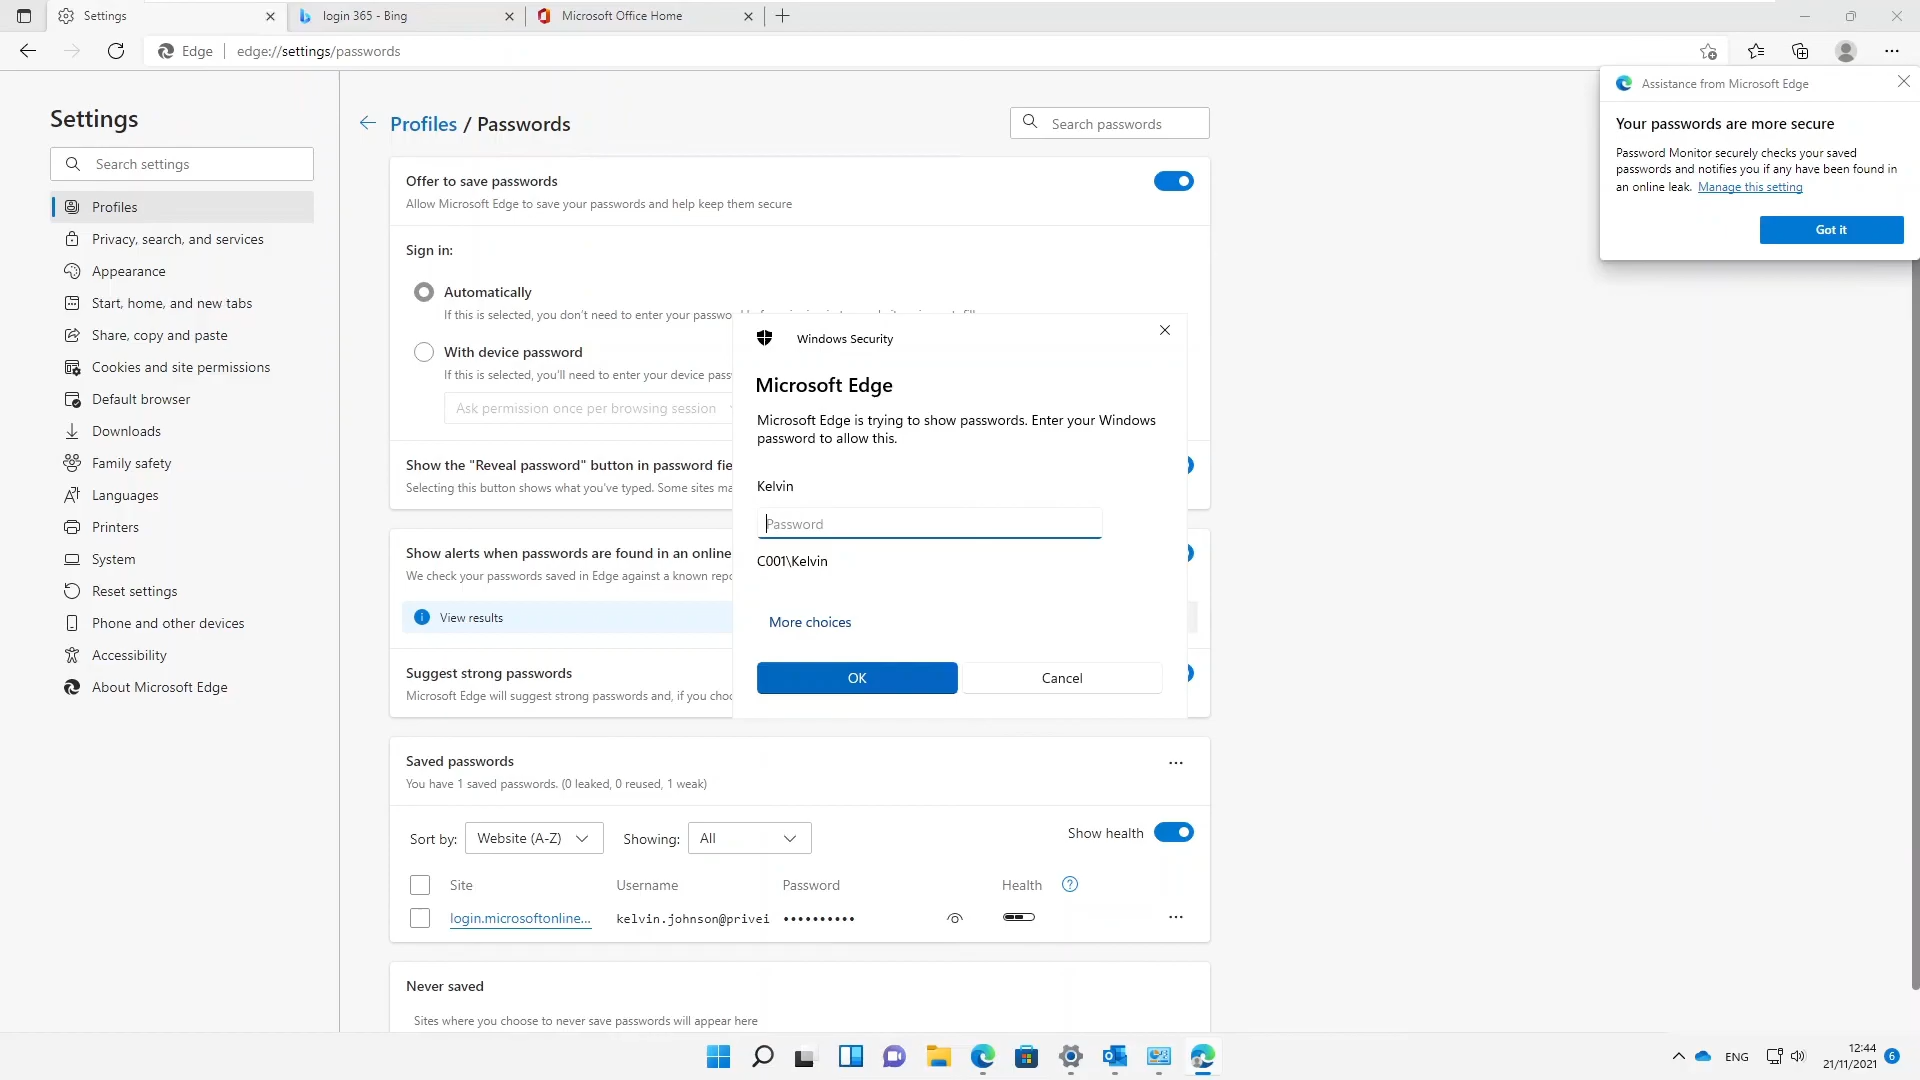 Settings
login 365 - Bing
Microsoft Office Home
Edge
edge://settings/passwords
Settings
Search settings
Profiles
Privacy, search, and services
Appearance
Start, home, and new tabs
Share, copy and paste
Cookies and site permissions
Default browser
Downloads
Family safety
Languages
Printers
System
Reset settings
Phone and other devices
Accessibility
About Microsoft Edge
Profiles / Passwords
Search passwords
Offer to save passwords
Allow Microsoft Edge to save your passwords and help keep them secure
Sign in:
Automatically
If this is selected, you don't need to enter your
With device password
If this is selected, you'll need to enter your device
Ask permission once per browsing session
Show the "Reveal password" button in password
Selecting this button shows what you've typed. Some sites
Show alerts when passwords are found in an online
We check your passwords saved in Edge against a known
View results
Suggest strong passwords
Microsoft Edge will suggest strong passwords and, if you
Windows Security
Microsoft Edge
Microsoft Edge is trying to show passwords. Enter your Windows
password to allow this.
Kelvin
Password
C001\Kelvin
More choices
OK
Cancel
Saved passwords
You have 1 saved passwords. (0 leaked, 0 reused, 1 weak)
Sort by: Website (A-Z) Showing: All
Show health
Site Username Password Health
login.microsoftonline... kelvin.johnson@privei ••••••••••
Never saved
Sites where you choose to never save passwords will appear here
Assistance from Microsoft Edge
Your passwords are more secure
Password Monitor securely checks your saved
passwords and notifies you if any have been found in
an online leak. Manage this setting
Got it
ENG
12:44
21/11/2021
6